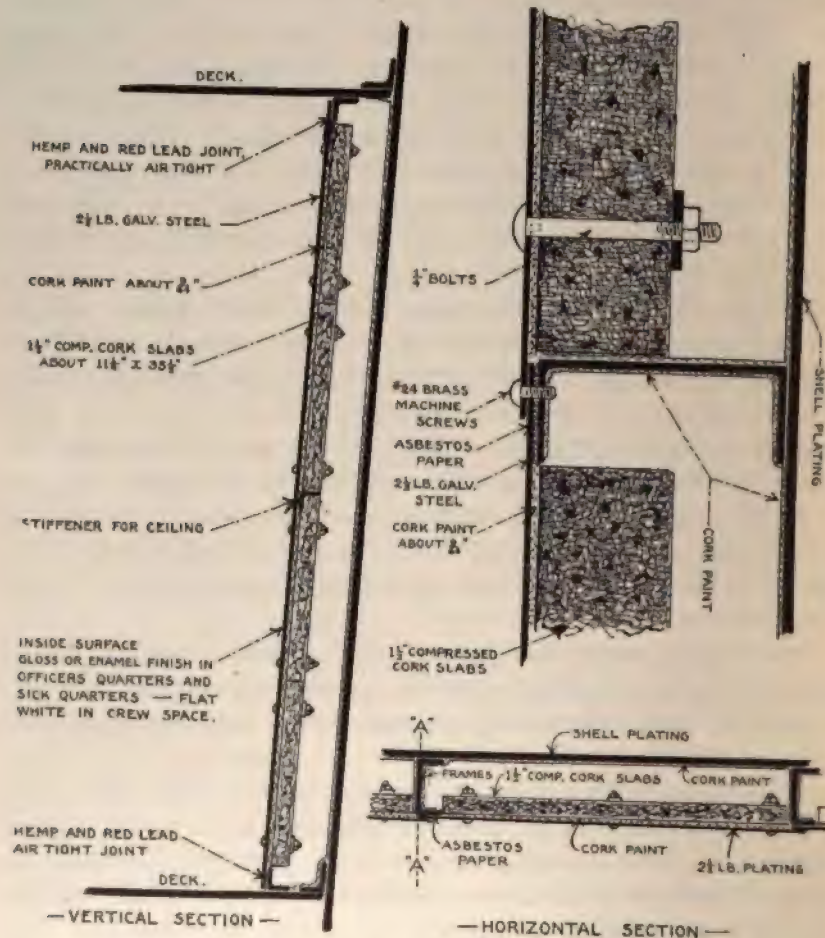 DECK.
HEMP AND RED LEAD JOINT,
PRACTICALLY AIR TIGHT
2½ LB. GALV. STEEL
CORK PAINT ABOUT
1½" COMP. CORK SLABS
ABOUT 11½" X 35½"
STIFFENER FOR CEILING
INSIDE SURFACE
GLOSS OR ENAMEL FINISH IN
OFFICERS QUARTERS AND
SICK QUARTERS — FLAT
WHITE IN CREW SPACE.
HEMP AND RED LEAD
AIR TIGHT JOINT
DECK.
— VERTICAL SECTION —
¼" BOLTS
#24 BRASS
MACHINE
SCREWS
ASBESTOS
PAPER
2½ LB. GALV.
STEEL
CORK PAINT
ABOUT
1½" COMPRESSED
CORK SLABS
CORK PAINT
SHELL PLATING
"A"
SHELL PLATING
FRAMES
1½" COMP. CORK SLABS
CORK PAINT
"A"
ASBESTOS
PAPER
CORK PAINT
2½ LB. PLATING
— HORIZONTAL SECTION —